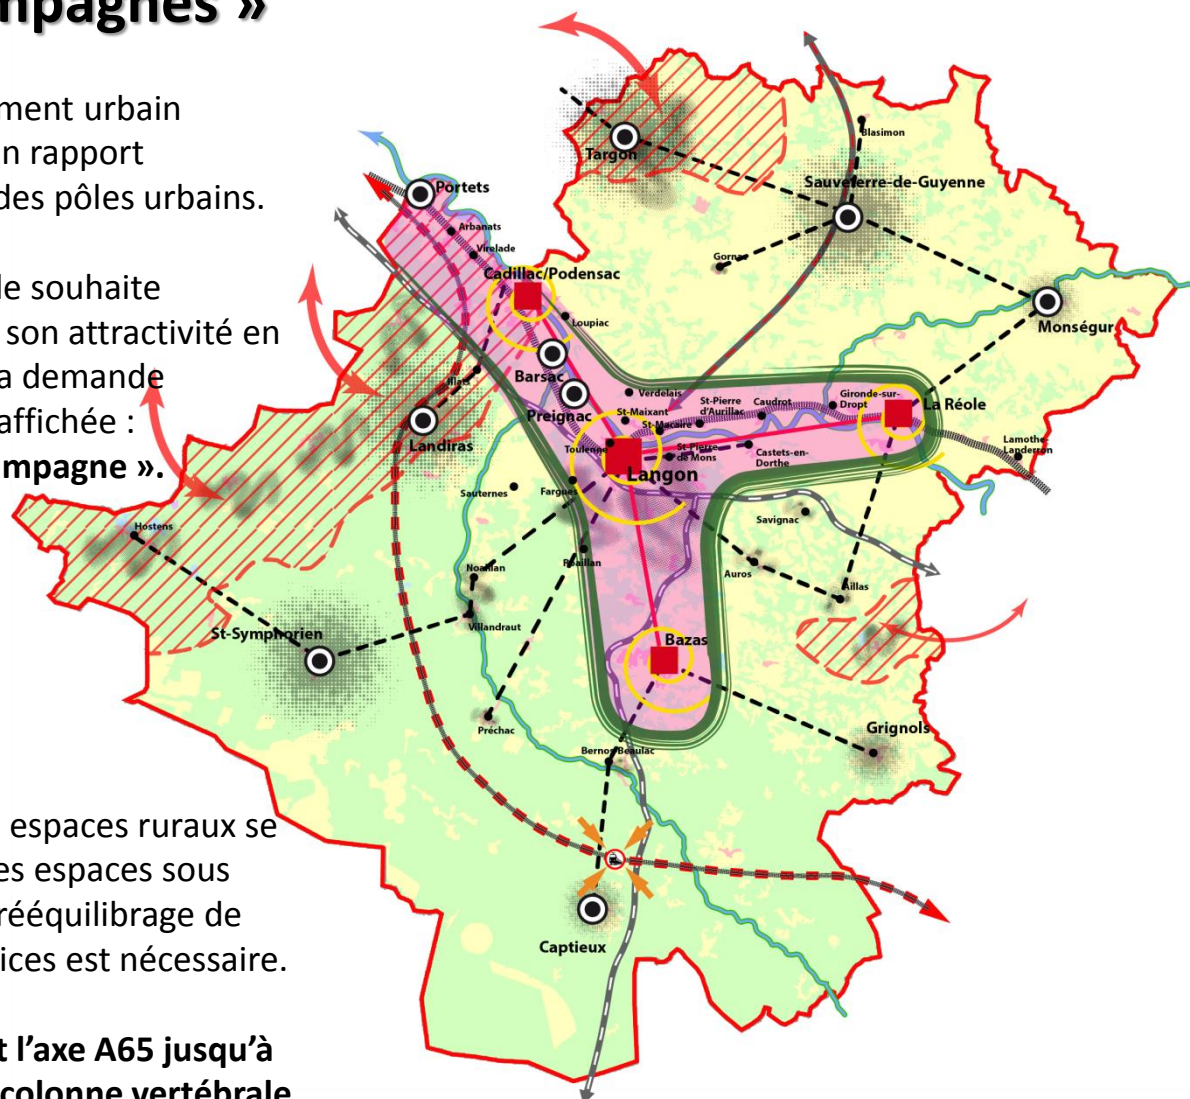 mpagnes »
ment urbain
n rapport
des pôles urbains.
le souhaite
son attractivité en
a demande
affichée :
mpagne ».
espaces ruraux se
es espaces sous
rééquilibrage de
ices est nécessaire.
t l'axe A65 jusqu'à
colonne vertébrale
Targon
Blasimon
Sauveterre-de-Guyenne
Portets
Arbanats
Virelade
Gornac
Cadillac/Podensac
Loupiac
Monségur
Illats
Barsac
Preignac
Verdelais
St-Pierre
d'Aurillac
Caudrot
Gironde-sur-
Dropt
La Réole
Landiras
St-Maixant
St-Macaire
Toulenne
St-Pierre
de Mons
Castets-en-
Dorthe
Lamothe-
Landerron
Langon
Sauternes
Fargues
Savignac
Hostens
Noaillan
Roaillan
Auros
Aillas
Villandraut
St-Symphorien
Bazas
Préchac
Grignols
Bernos-Beaulac
Captieux